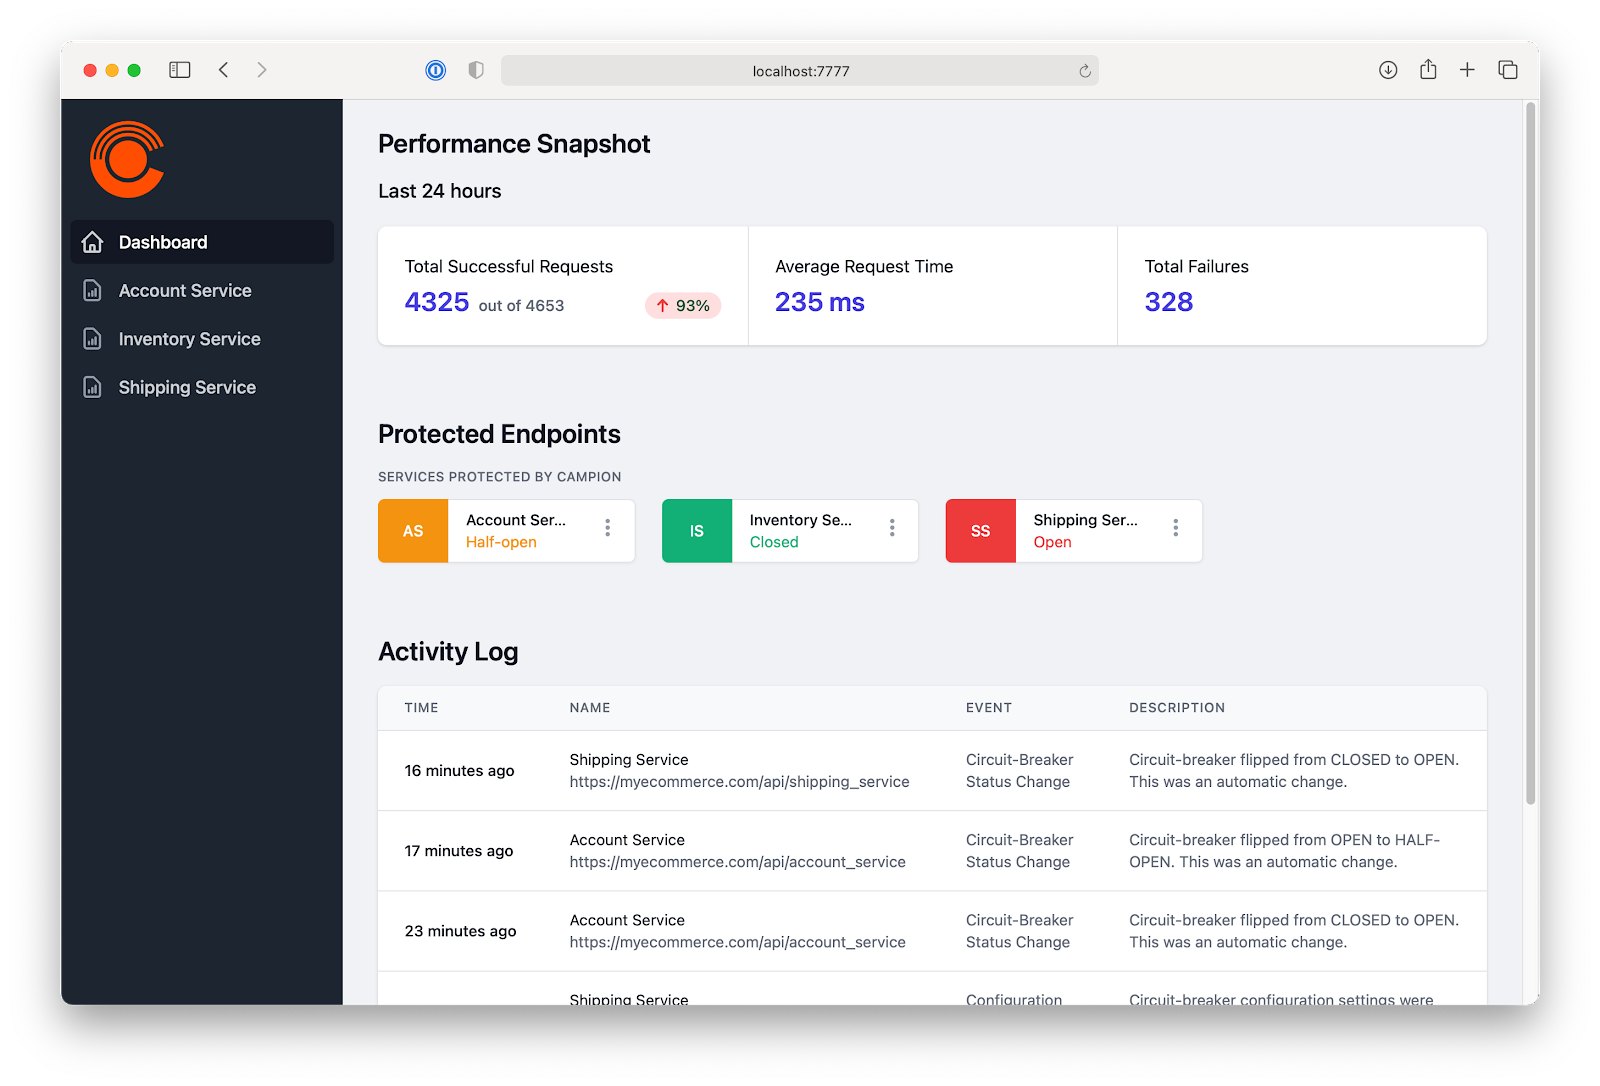 localhost:7777
Dashboard
Account Service
Inventory Service
Shipping Service
Performance Snapshot
Last 24 hours
Total Successful Requests
4325 out of 4653
93%
Average Request Time
235 ms
Total Failures
328
Protected Endpoints
SERVICES PROTECTED BY CAMPION
AS
Account Ser...
Half-open
IS
Inventory Se...
Closed
SS
Shipping Ser...
Open
Activity Log
TIME NAME EVENT DESCRIPTION
16 minutes ago
Shipping Service
https://myecommerce.com/api/shipping_service
Circuit-Breaker
Status Change
Circuit-breaker flipped from CLOSED to OPEN.
This was an automatic change.
17 minutes ago
Account Service
https://myecommerce.com/api/account_service
Circuit-Breaker
Status Change
Circuit-breaker flipped from OPEN to HALF-
OPEN. This was an automatic change.
23 minutes ago
Account Service
https://myecommerce.com/api/account_service
Circuit-Breaker
Status Change
Circuit-breaker flipped from CLOSED to OPEN.
This was an automatic change.
Shipping Service
Configuration
Circuit-breaker configuration settings were